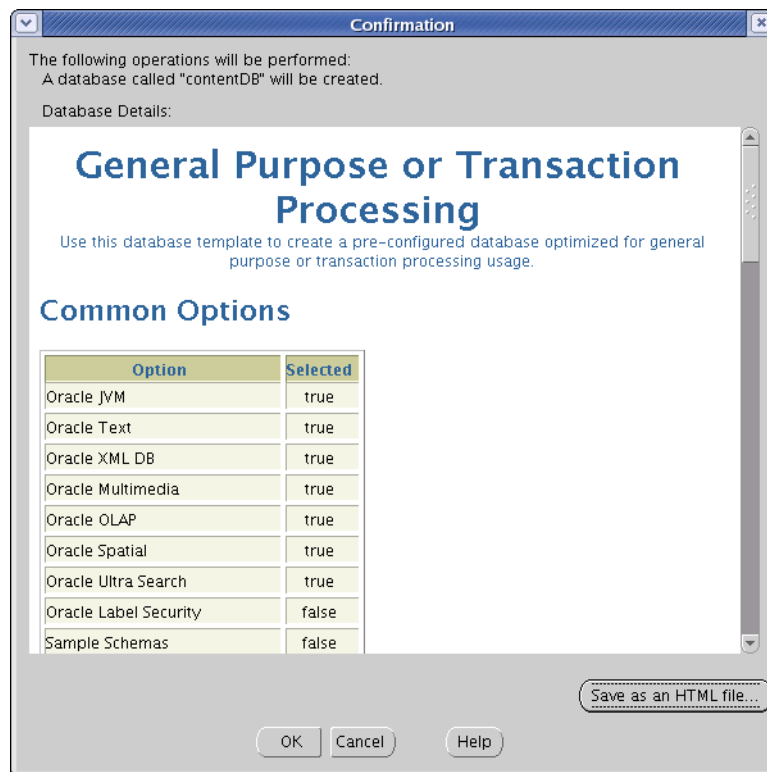 Confirmation
The following operations will be performed:
A database called "contentDB" will be created.
Database Details:
General Purpose or Transaction
Processing
Use this database template to create a pre-configured database optimized for general
purpose or transaction processing usage.
Common Options
Option Selected
Oracle JVM true
Oracle Text true
Oracle XML DB true
Oracle Multimedia true
Oracle OLAP true
Oracle Spatial true
Oracle Ultra Search true
Oracle Label Security false
Sample Schemas false
Save as an HTML file...
OK Cancel Help